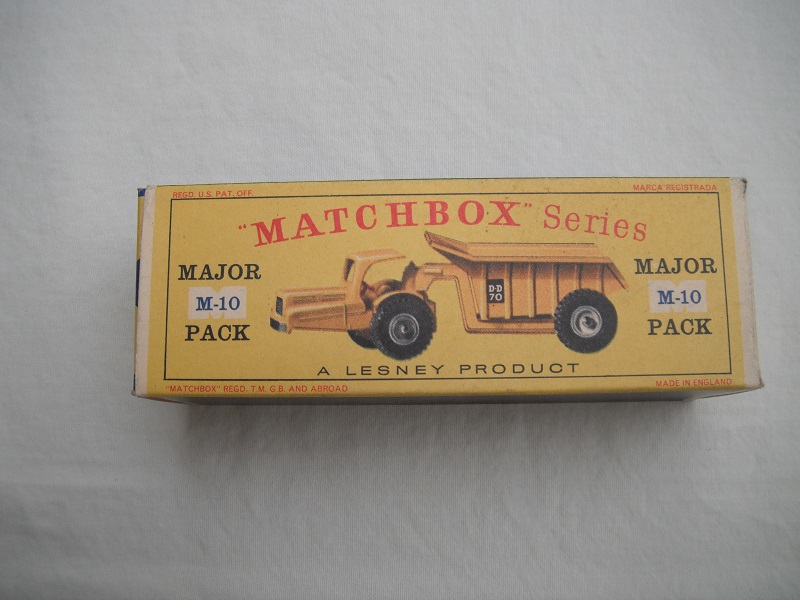 REGD. U.S. PAT. OFF.
MARCA REGISTRADA
"MATCHBOX" Series
MAJOR
M-10
PACK
D-D
70
MAJOR
M-10
PACK
A LESNEY PRODUCT
"MATCHBOX" REGD. T.M. G.B. AND ABROAD
MADE IN ENGLAND